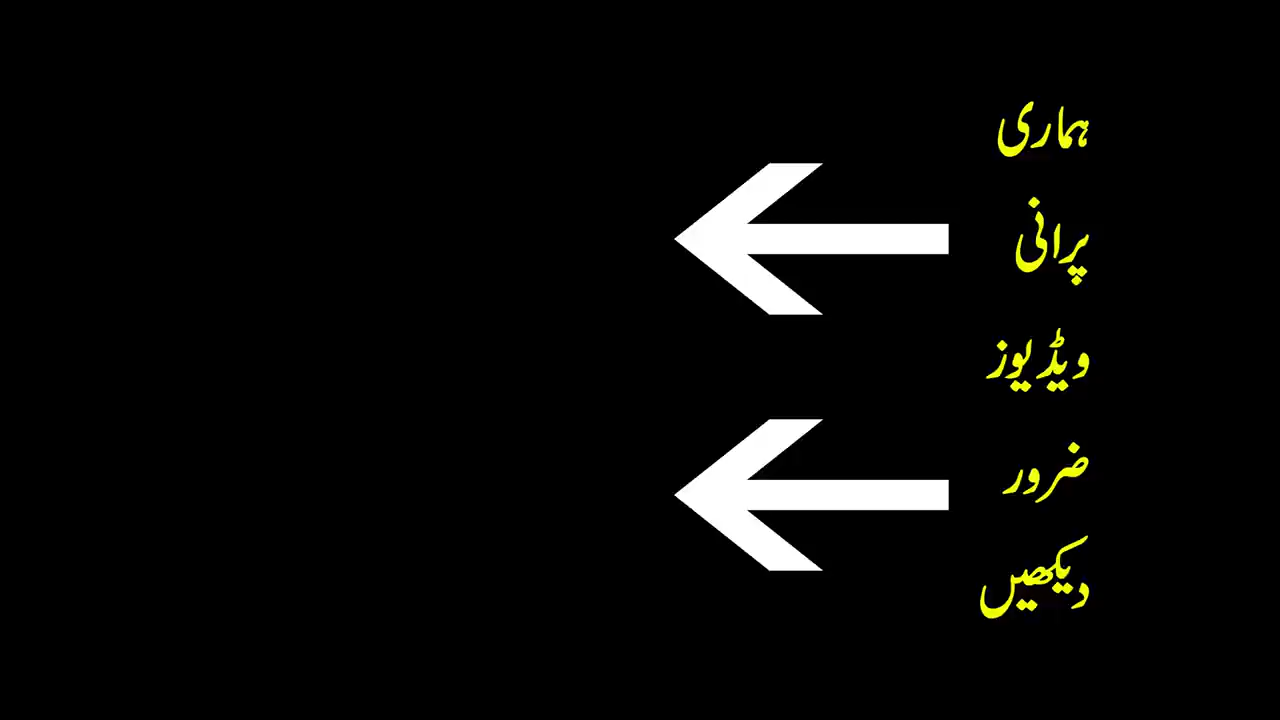 ہماری
پرانی
ویڈیوز
ضرور
دیکھیں